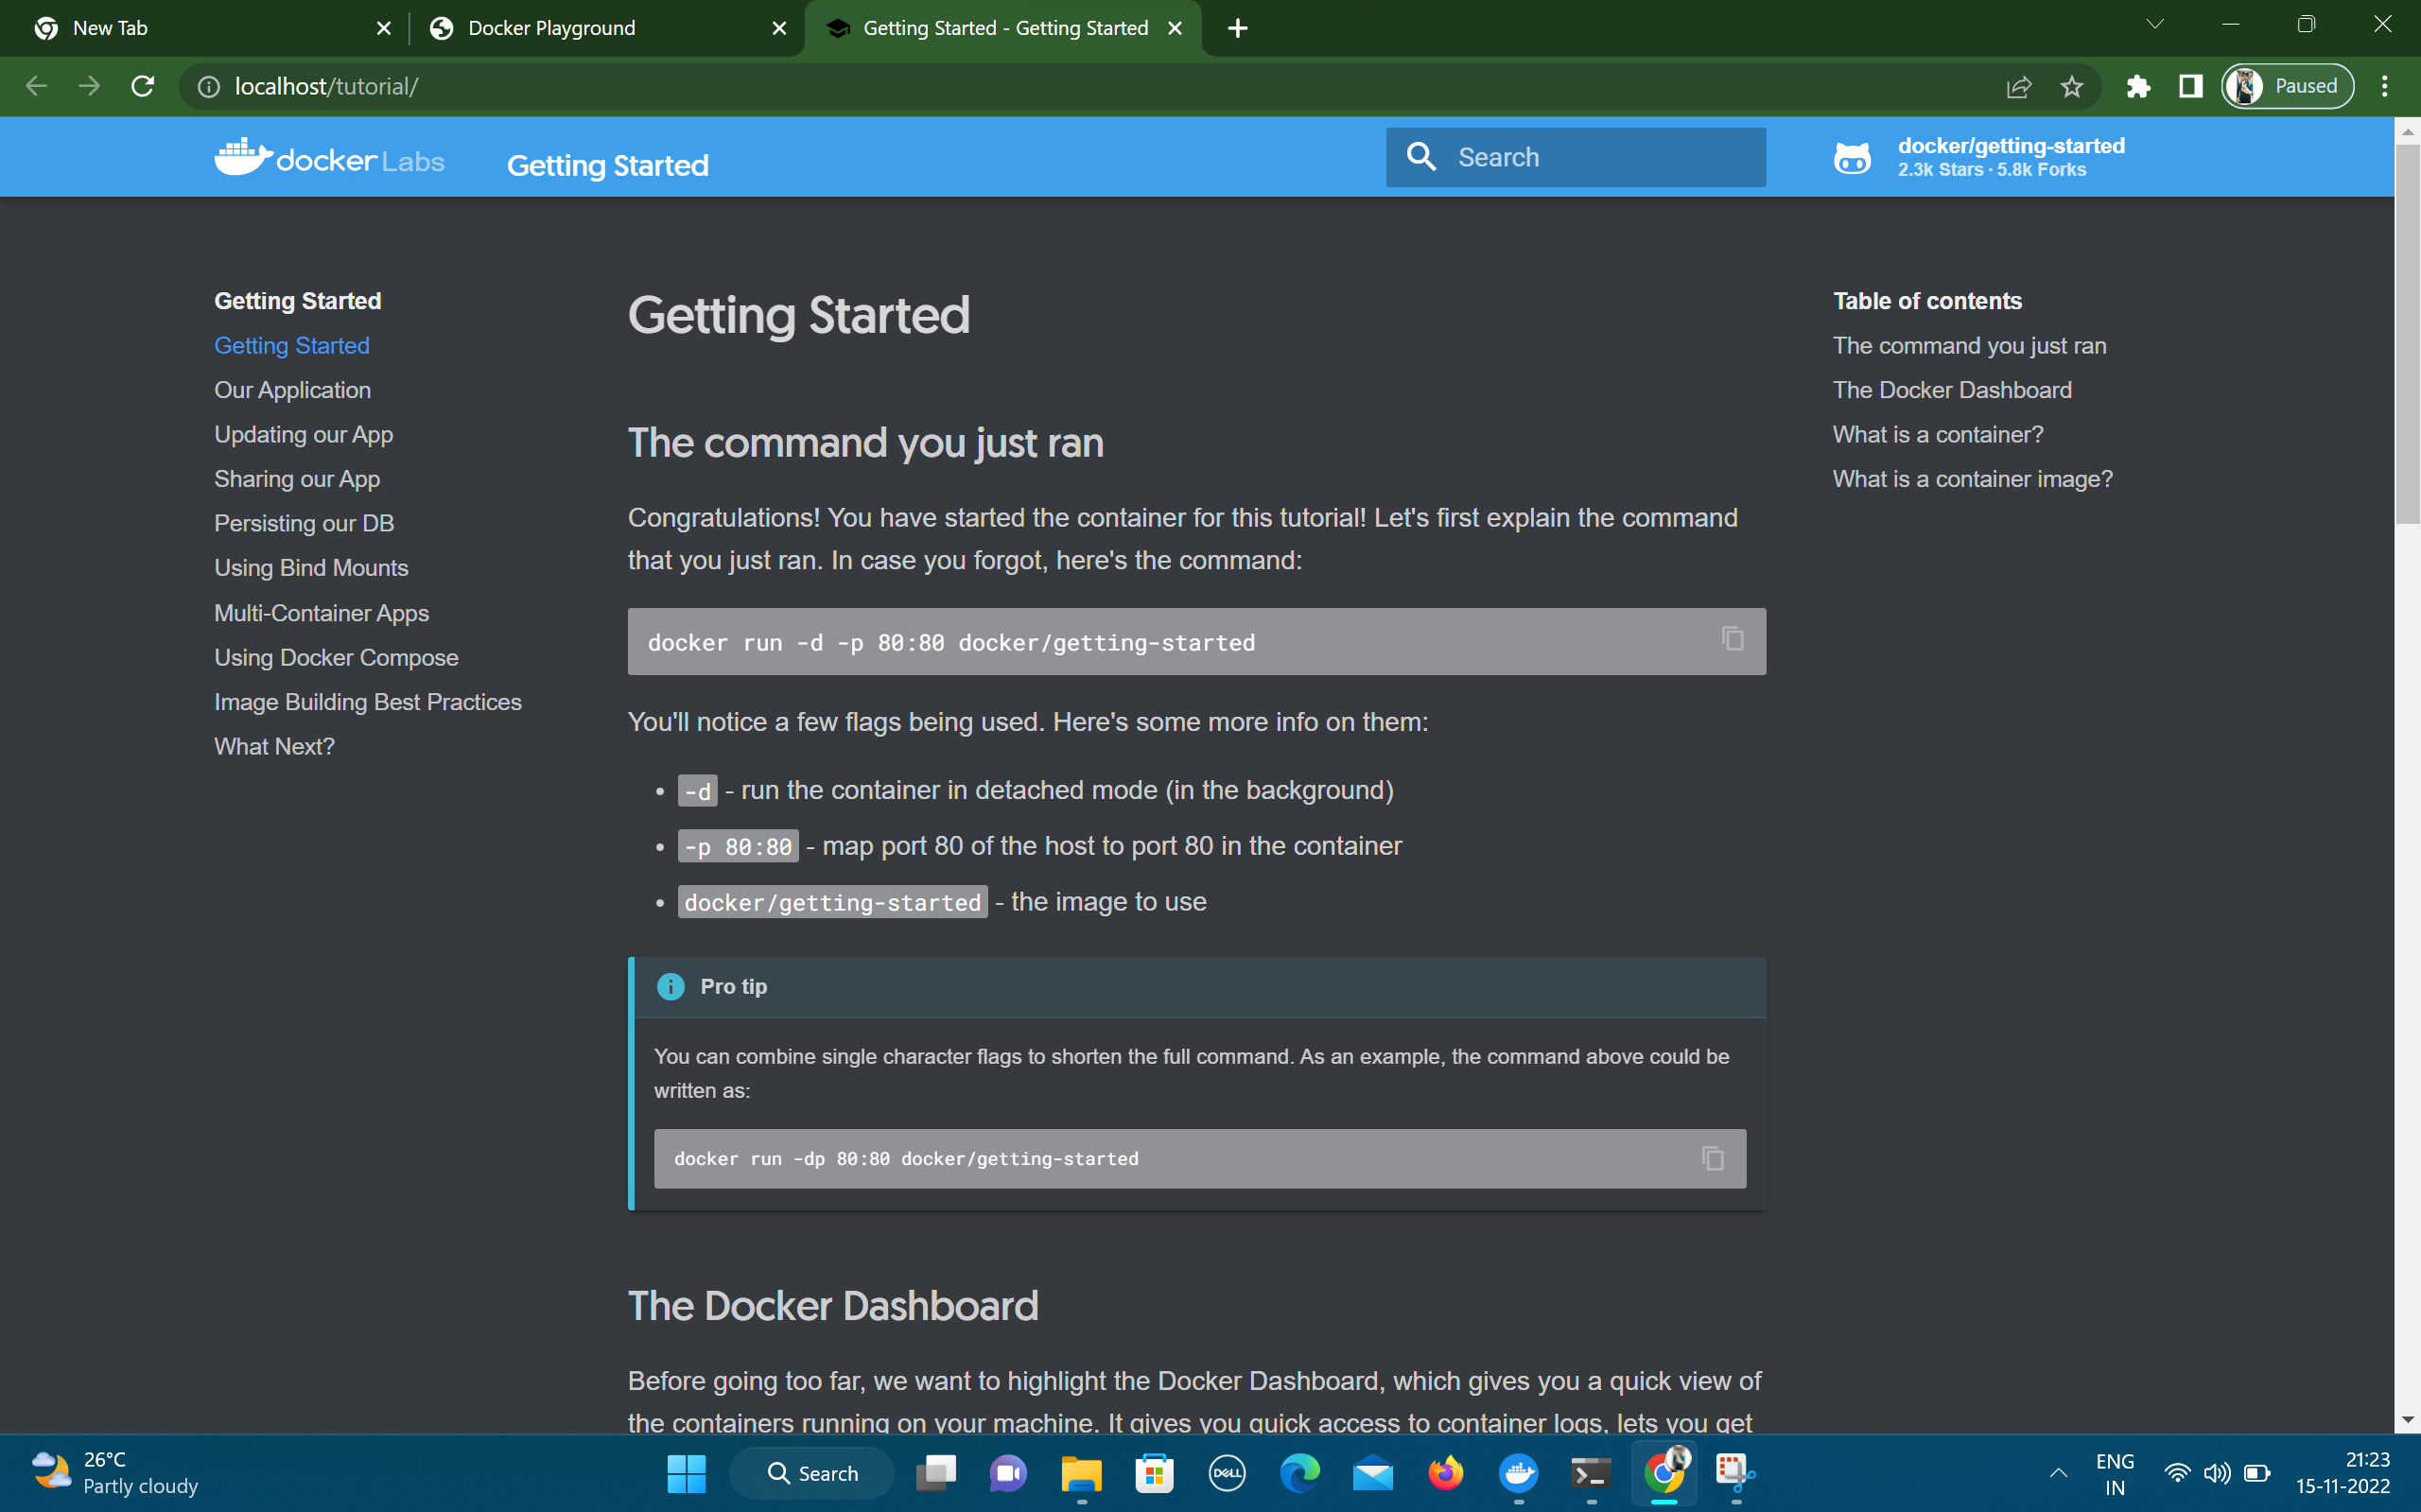 New Tab
Docker Playground
Getting Started - Getting Started
localhost/tutorial/
Paused
docker Labs
Getting Started
Search
docker/getting-started
2.3k Stars · 5.8k Forks
Getting Started
Getting Started
Our Application
Updating our App
Sharing our App
Persisting our DB
Using Bind Mounts
Multi-Container Apps
Using Docker Compose
Image Building Best Practices
What Next?
Getting Started
The command you just ran
Congratulations! You have started the container for this tutorial! Let's first explain the command
that you just ran. In case you forgot, here's the command:
docker run -d -p 80:80 docker/getting-started
You'll notice a few flags being used. Here's some more info on them:
• -d - run the container in detached mode (in the background)
• -p 80:80 - map port 80 of the host to port 80 in the container
• docker/getting-started - the image to use
Pro tip
You can combine single character flags to shorten the full command. As an example, the command above could be
written as:
docker run -dp 80:80 docker/getting-started
The Docker Dashboard
Before going too far, we want to highlight the Docker Dashboard, which gives you a quick view of
the containers running on your machine. It gives you quick access to container logs, lets you get
Table of contents
The command you just ran
The Docker Dashboard
What is a container?
What is a container image?
26°C
Partly cloudy
Search
DELL
ENG
IN
21:23
15-11-2022